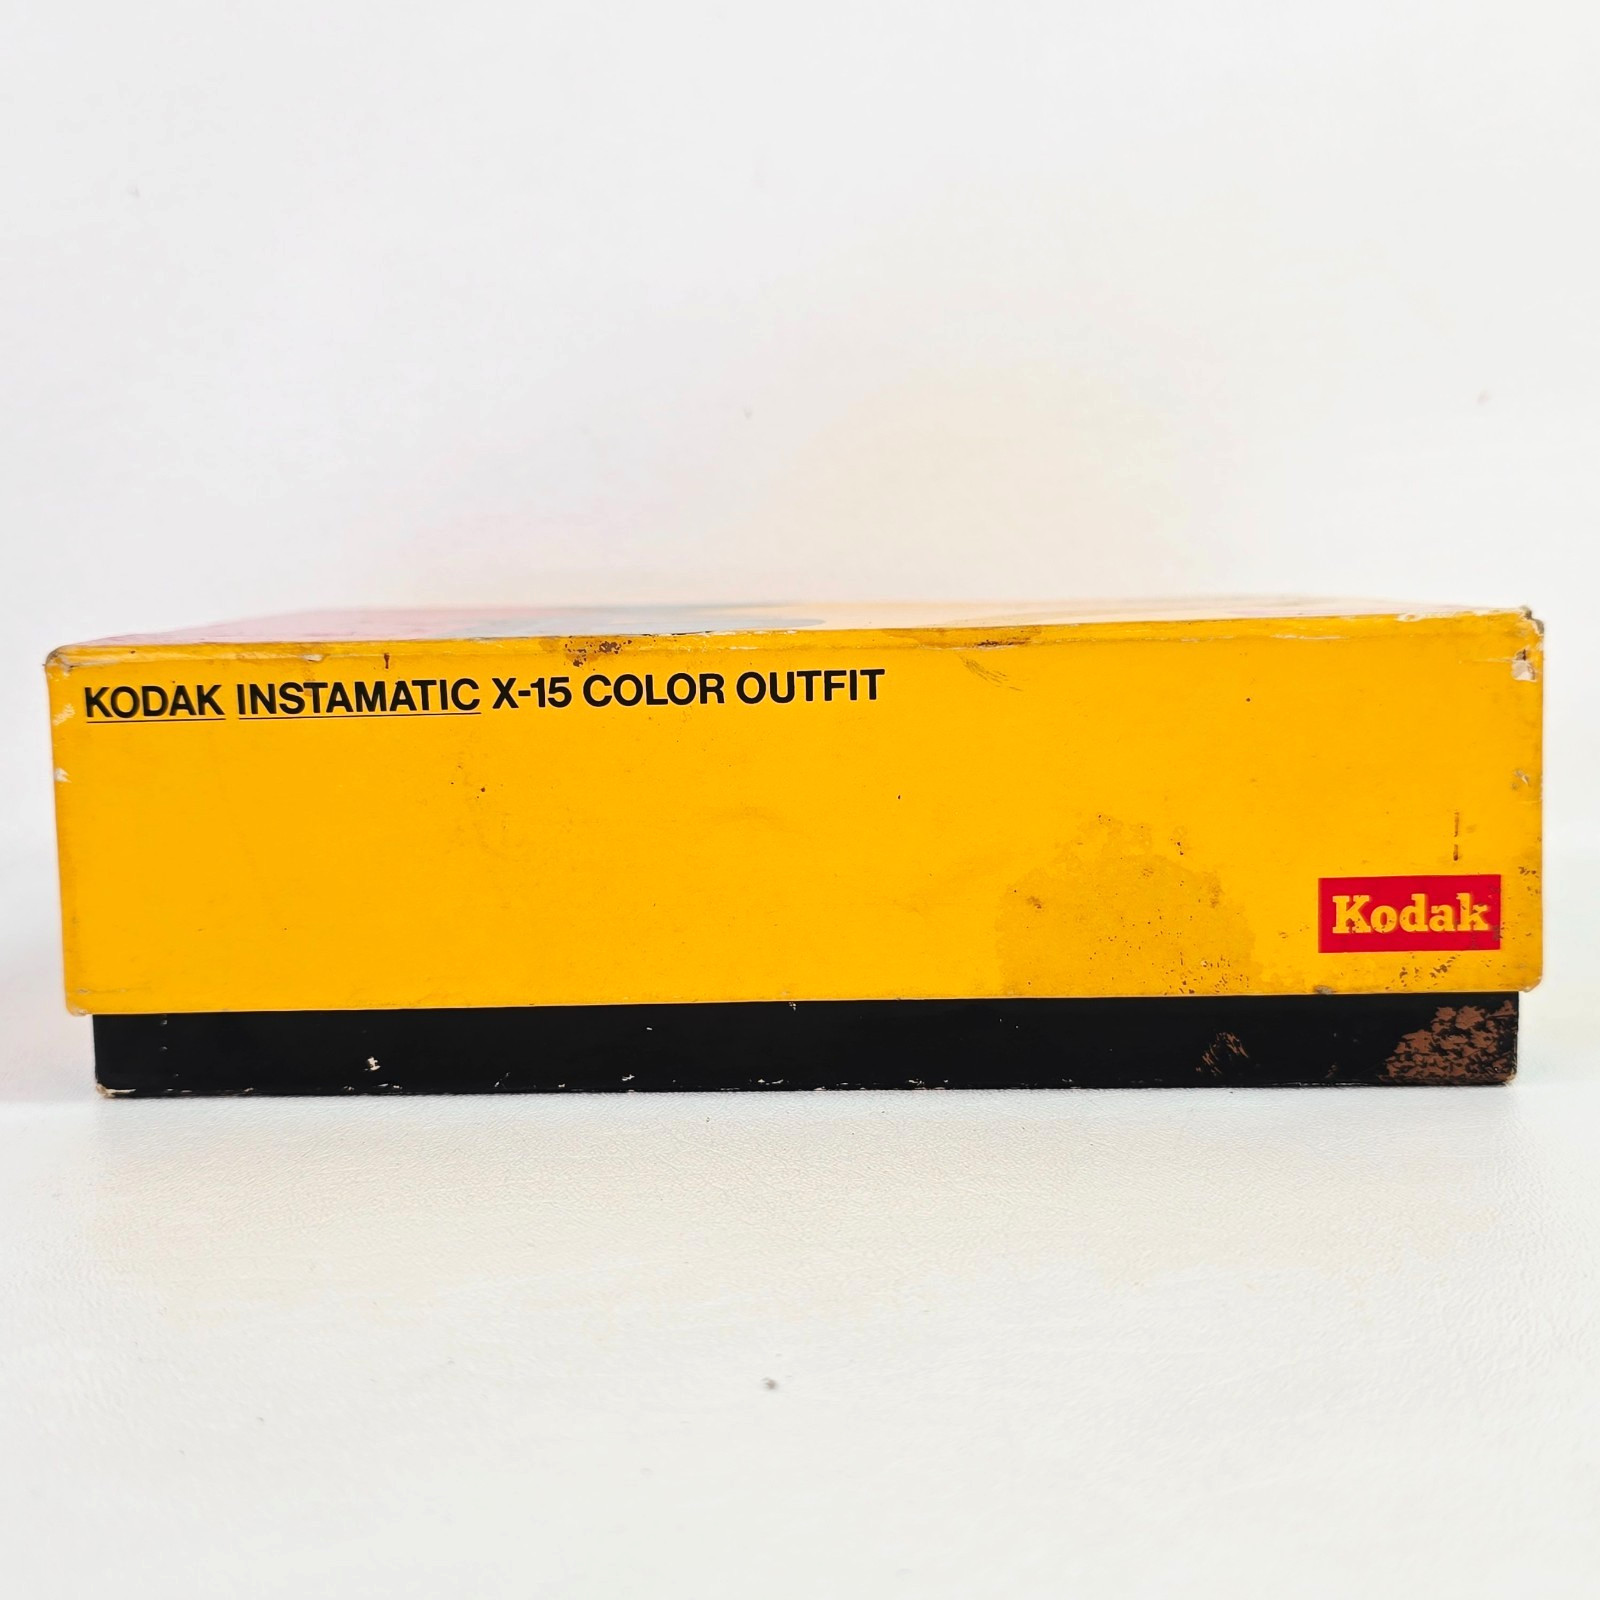 KODAK INSTAMATIC X-15 COLOR OUTFIT
Kodak